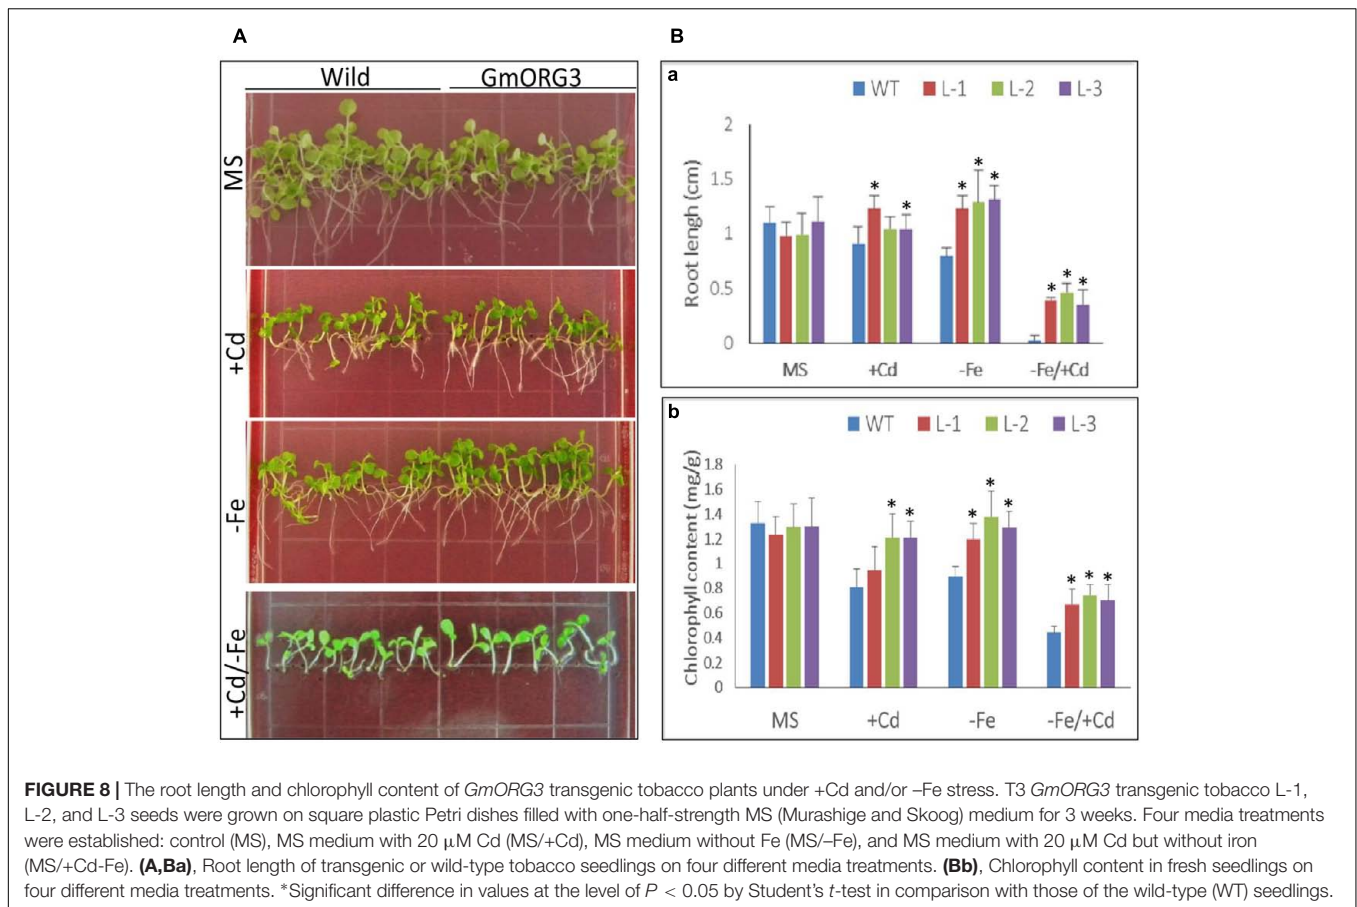 A
B
Wild GmORG3
MS
+Cd
-Fe
+Cd/-Fe
a
WT L-1 L-2 L-3
Root lengh (cm)
2
1.5
1
0.5
0
* * * * * * * *
MS +Cd -Fe -Fe/+Cd
b
WT L-1 L-2 L-3
Chlorophyll content (mg/g)
1.8
1.6
1.4
1.2
1
0.8
0.6
0.4
0.2
0
* * * * * * * *
MS +Cd -Fe -Fe/+Cd
FIGURE 8 | The root length and chlorophyll content of GmORG3 transgenic tobacco plants under +Cd and/or –Fe stress. T3 GmORG3 transgenic tobacco L-1,
L-2, and L-3 seeds were grown on square plastic Petri dishes filled with one-half-strength MS (Murashige and Skoog) medium for 3 weeks. Four media treatments
were established: control (MS), MS medium with 20 μM Cd (MS/+Cd), MS medium without Fe (MS/–Fe), and MS medium with 20 μM Cd but without iron
(MS/+Cd-Fe). (A,Ba), Root length of transgenic or wild-type tobacco seedlings on four different media treatments. (Bb), Chlorophyll content in fresh seedlings on
four different media treatments. *Significant difference in values at the level of P < 0.05 by Student's t-test in comparison with those of the wild-type (WT) seedlings.